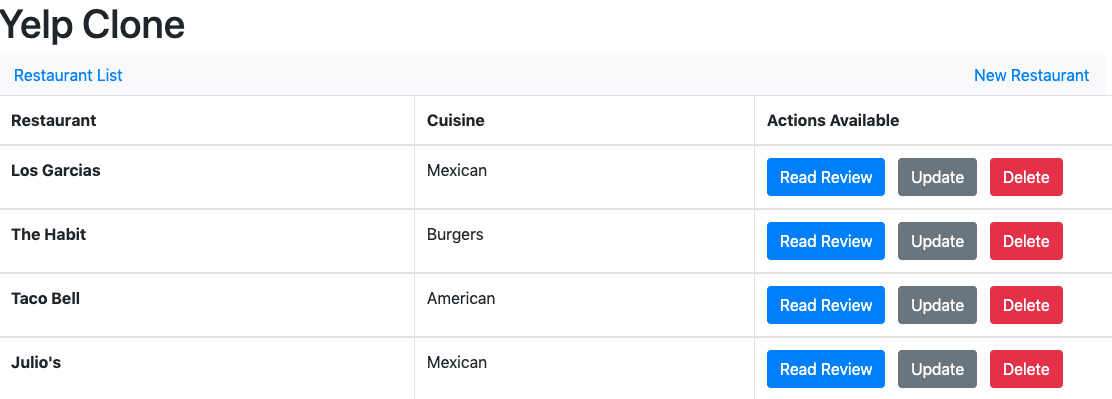 Yelp Clone
Restaurant List New Restaurant
Restaurant Cuisine Actions Available
Los Garcias Mexican Read Review Update Delete
The Habit Burgers Read Review Update Delete
Taco Bell American Read Review Update Delete
Julio's Mexican Read Review Update Delete